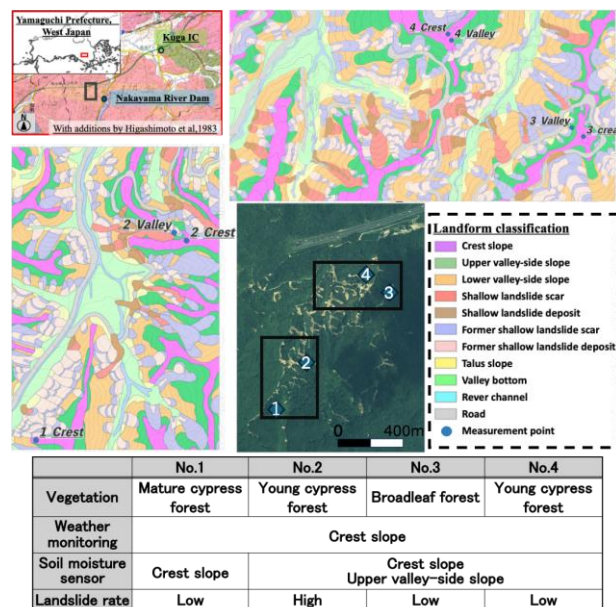 Yamaguchi Prefecture,
West Japan
Kuga IC
Nakayama River Dam
N
With additions by Higashimoto et al,1983
4 Crest
4 Valley
3 Valley
3 crest
2 Valley
2 Crest
1 Crest
4
3
2
1
0 400m
Landform classification
Crest slope
Upper valley-side slope
Lower valley-side slope
Shallow landslide scar
Shallow landslide deposit
Former shallow landslide scar
Former shallow landslide deposit
Talus slope
Valley bottom
Rever channel
Road
Measurement point
No.1 No.2 No.3 No.4
Vegetation Mature cypress forest Young cypress forest Broadleaf forest Young cypress forest
Weather monitoring Crest slope
Soil moisture sensor Crest slope Crest slope
Upper valley-side slope
Landslide rate Low High Low Low